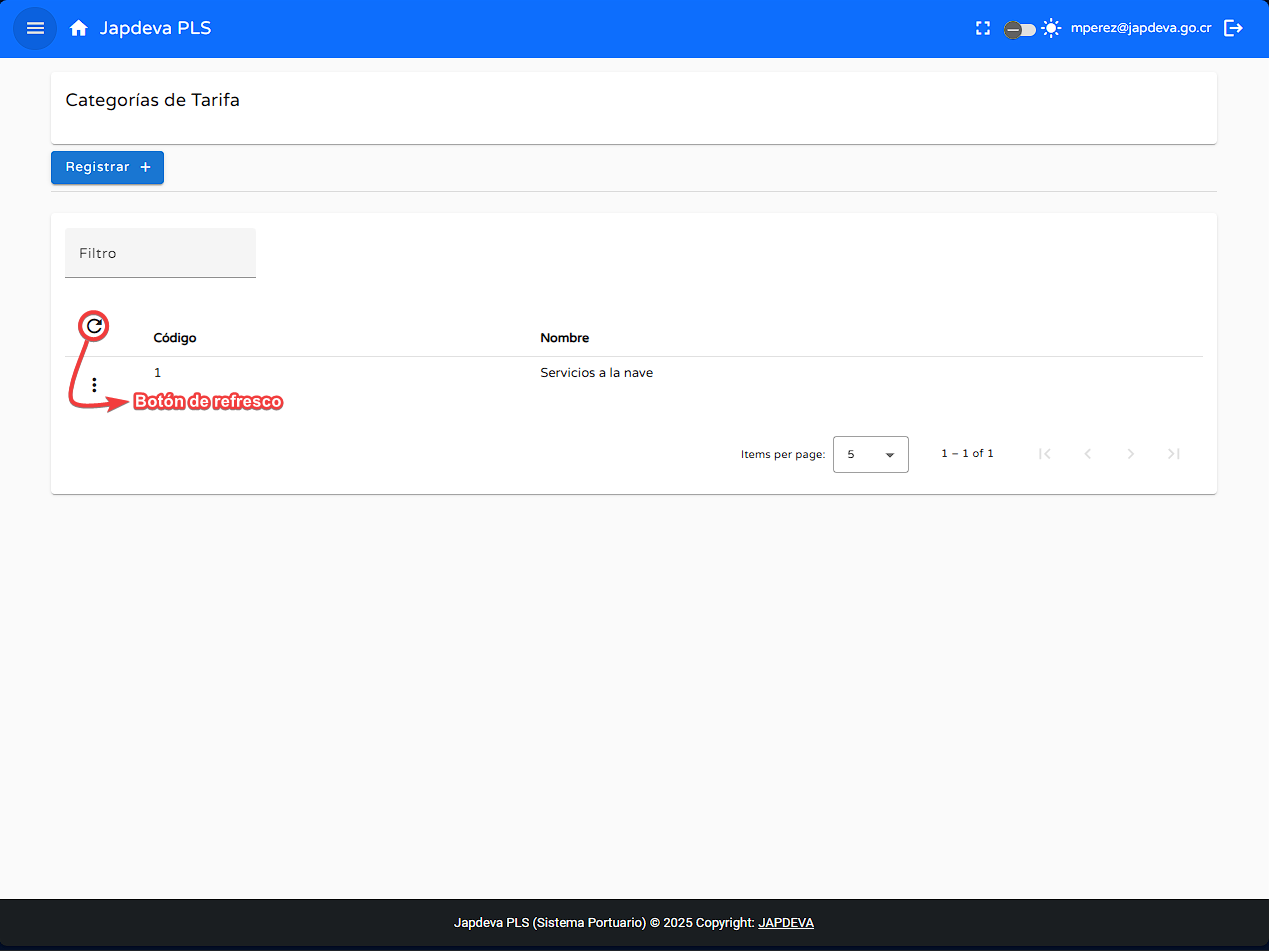 Japdeva PLS
mperez@japdeva.go.cr
Categorías de Tarifa
Registrar +
Filtro
Código Nombre
1 Servicios a la nave
Botón de refresco
Items per page: 5 1 – 1 of 1
Japdeva PLS (Sistema Portuario) © 2025 Copyright: JAPDEVA